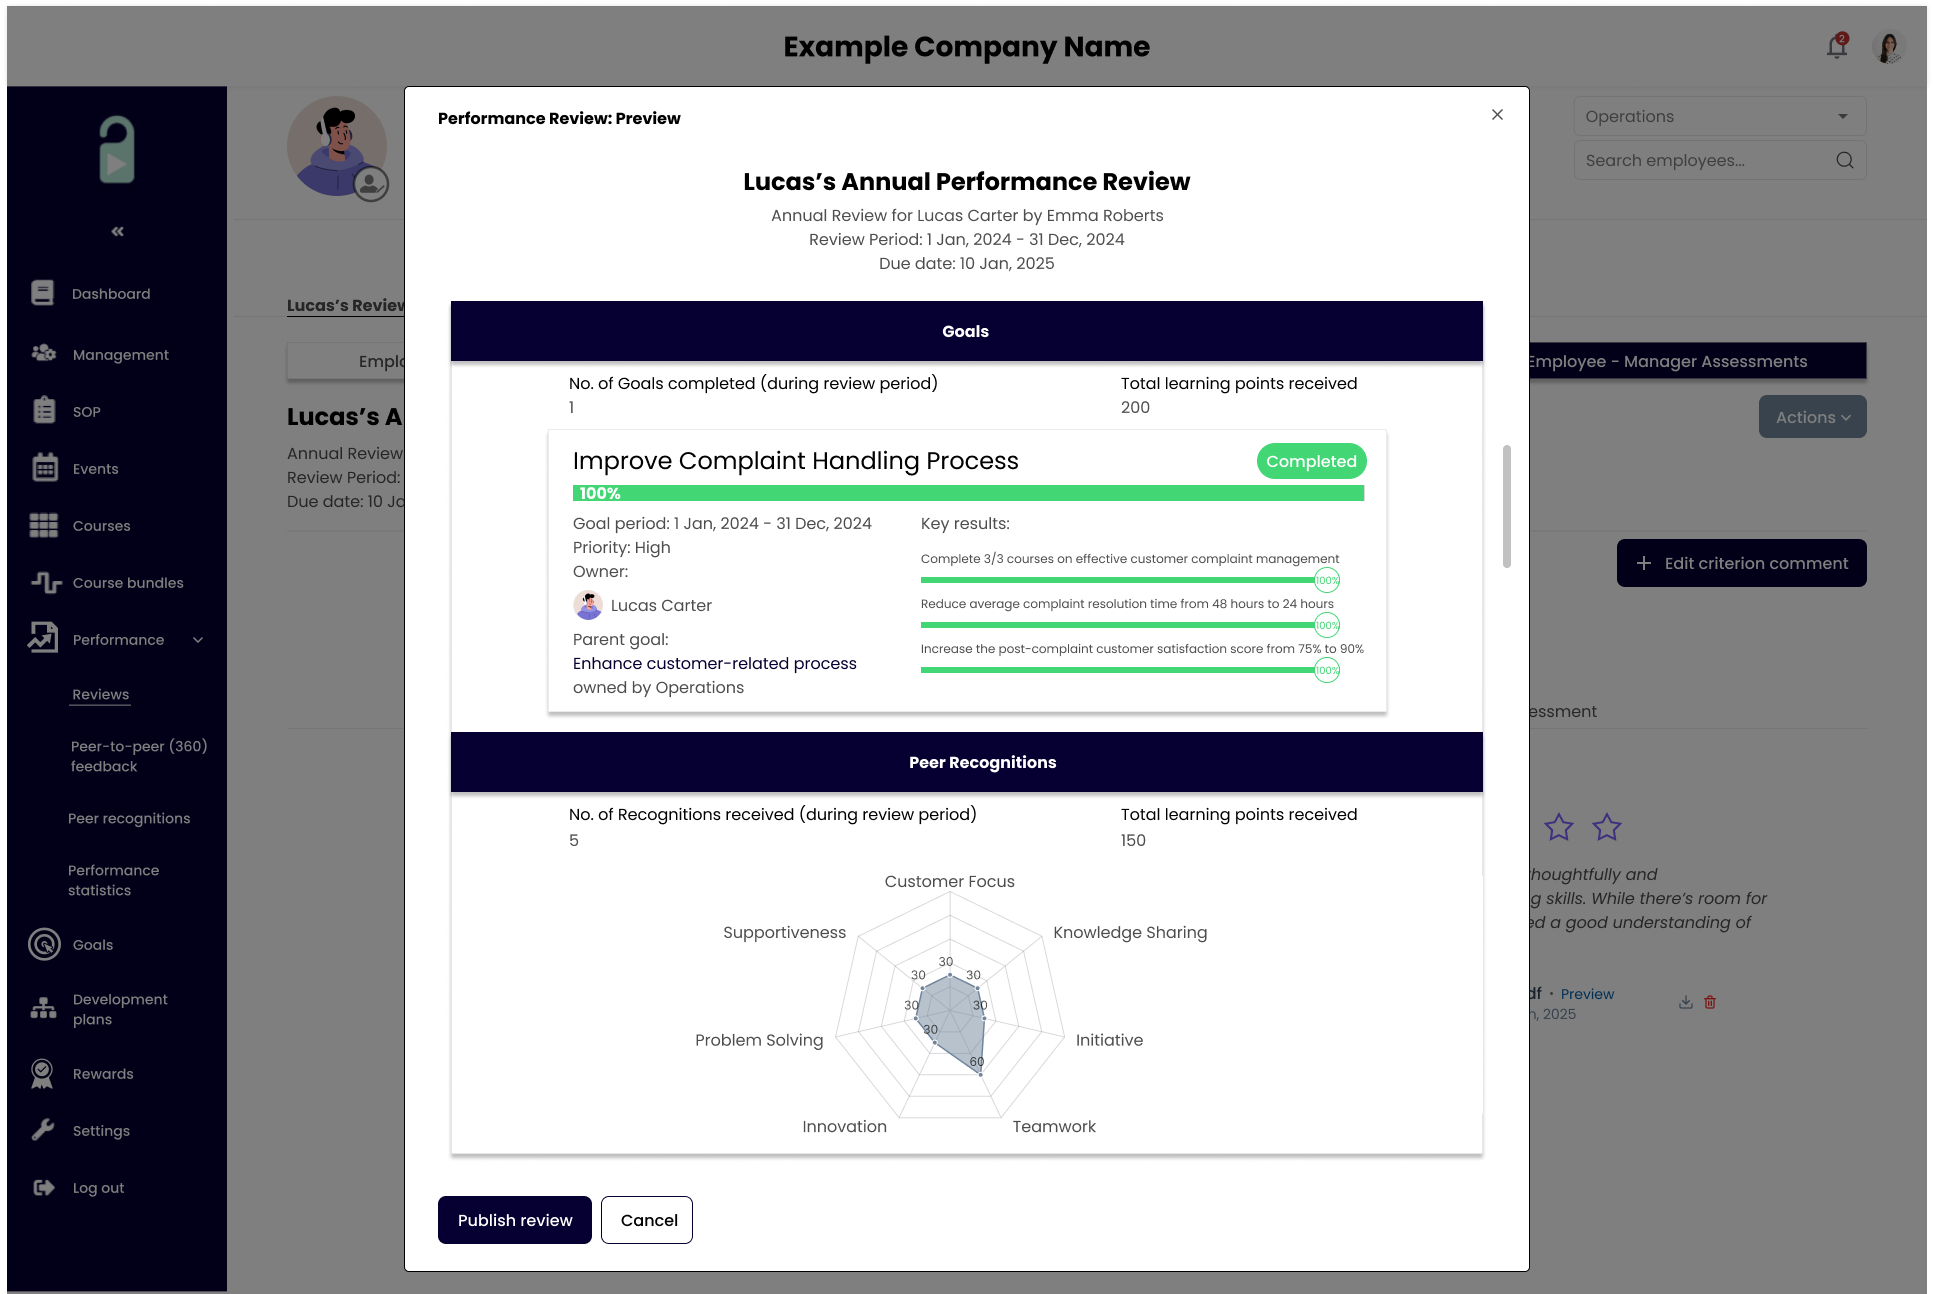 Example Company Name
2
Operations
Search employees...
«
Dashboard
Management
SOP
Events
Courses
Course bundles
Performance
Reviews
Peer-to-peer (360)
feedback
Peer recognitions
Performance
statistics
Goals
Development
plans
Rewards
Settings
Log out
Lucas's Review
Emplo
Employee - Manager Assessments
Lucas's A
Actions
Annual Review
Review Period:
Due date: 10 Ja
+ Edit criterion comment
essment
houghtfully and
g skills. While there's room for
ed a good understanding of
df · Preview
n, 2025
Performance Review: Preview
Lucas's Annual Performance Review
Annual Review for Lucas Carter by Emma Roberts
Review Period: 1 Jan, 2024 - 31 Dec, 2024
Due date: 10 Jan, 2025
Goals
No. of Goals completed (during review period)
1
Total learning points received
200
Improve Complaint Handling Process
Completed
100%
Goal period: 1 Jan, 2024 - 31 Dec, 2024
Priority: High
Owner:
Lucas Carter
Parent goal:
Enhance customer-related process
owned by Operations
Key results:
Complete 3/3 courses on effective customer complaint management
100%
Reduce average complaint resolution time from 48 hours to 24 hours
100%
Increase the post-complaint customer satisfaction score from 75% to 90%
100%
Peer Recognitions
No. of Recognitions received (during review period)
5
Total learning points received
150
Customer Focus
Supportiveness
Knowledge Sharing
30
30
30
30
30
30
60
Problem Solving
Initiative
Innovation
Teamwork
Publish review
Cancel